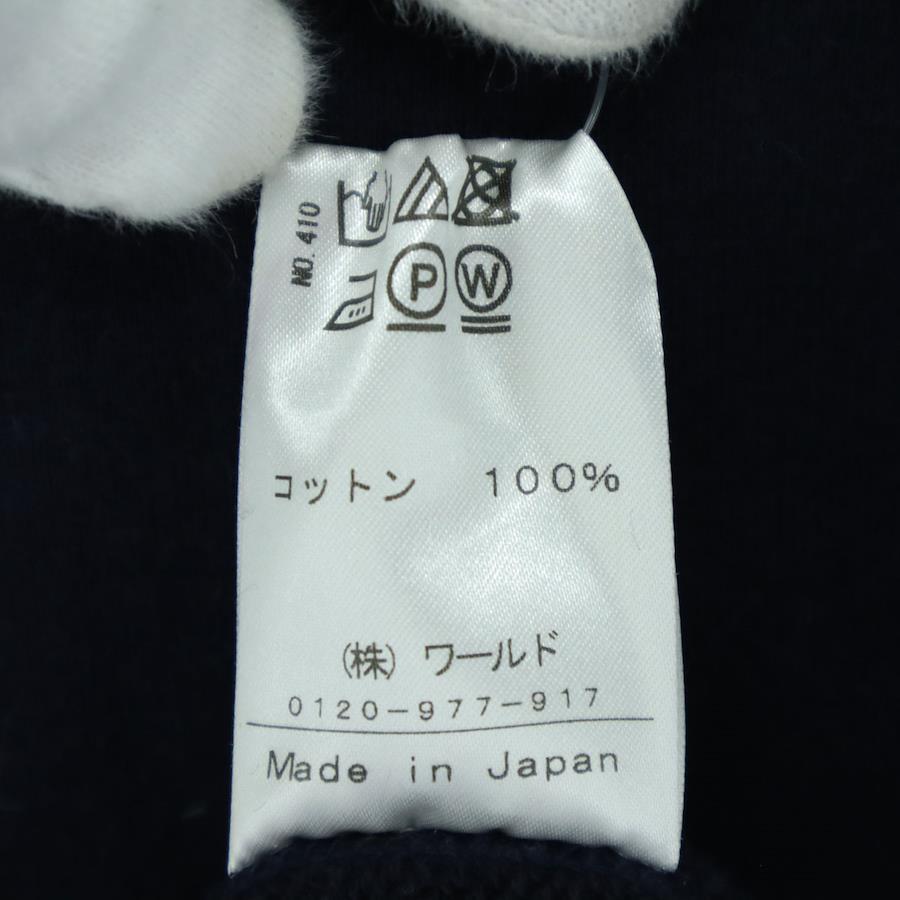 NO. 410
P W
コットン 100%
(株) ワールド
0120-977-917
Made in Japan